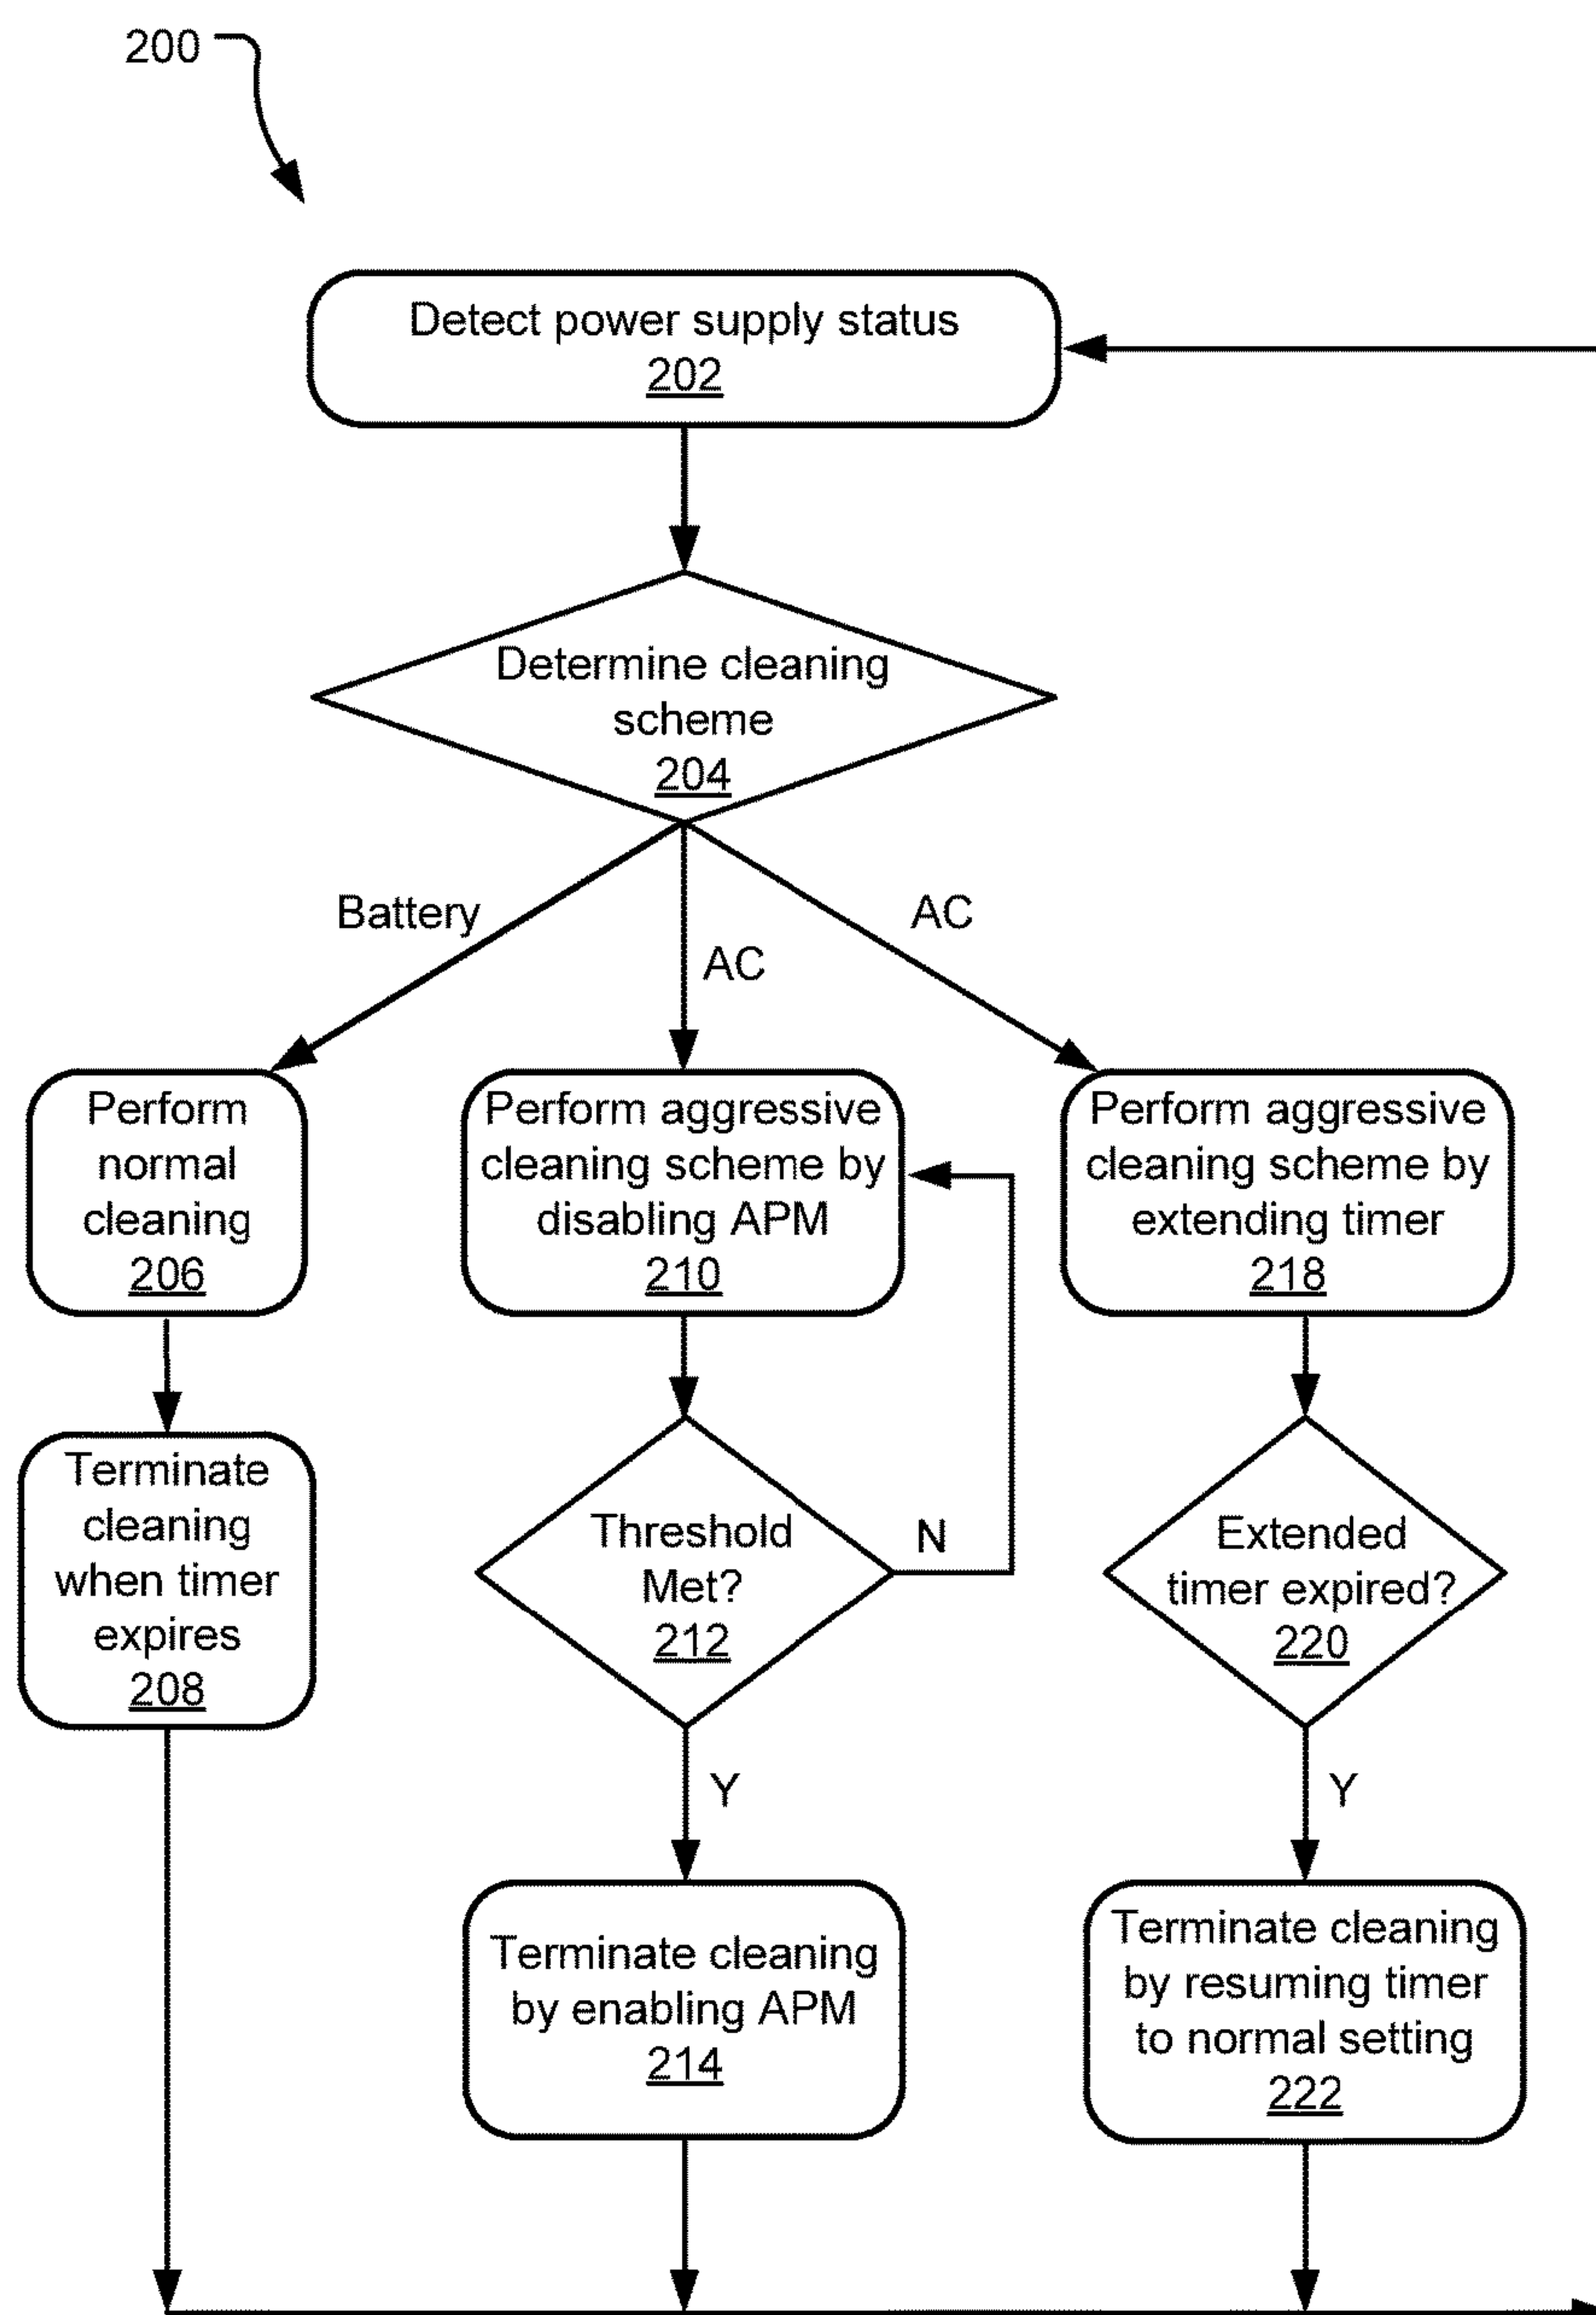 200
Detect power supply status
202
Determine cleaning
scheme
204
Battery
AC
AC
Perform
normal
cleaning
206
Perform aggressive
cleaning scheme by
disabling APM
210
Perform aggressive
cleaning scheme by
extending timer
218
Terminate
cleaning
when timer
expires
208
Threshold
Met?
212
N
Extended
timer expired?
220
Y
Y
Terminate cleaning
by enabling APM
214
Terminate cleaning
by resuming timer
to normal setting
222